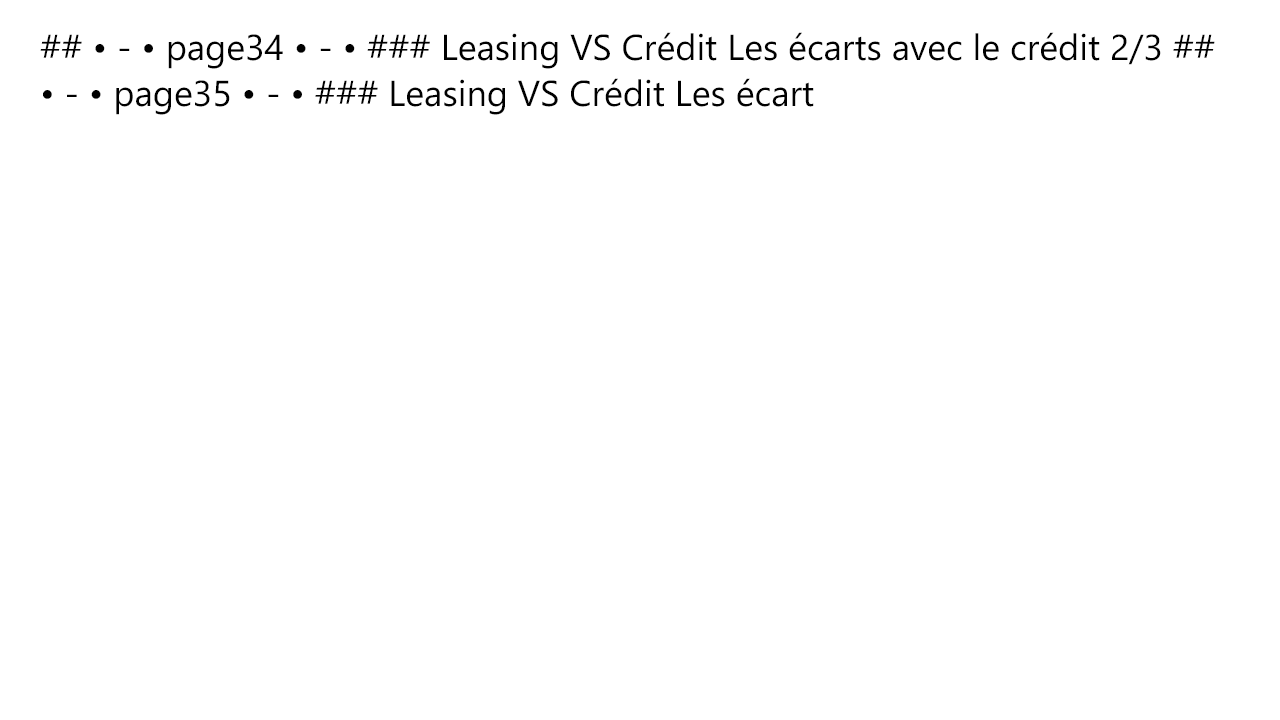 ## • - • page34 • - • ### Leasing VS Crédit Les écarts avec le crédit 2/3 ##
• - • page35 • - • ### Leasing VS Crédit Les écart